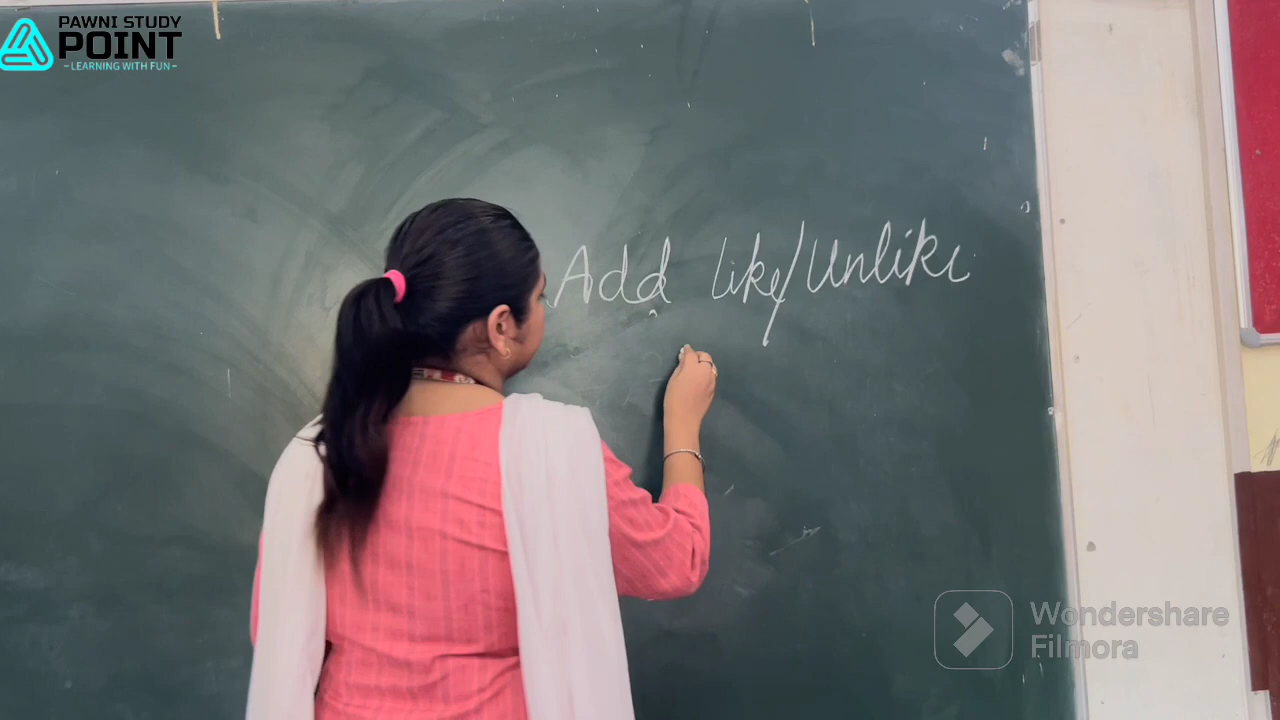 PAWNI STUDY
POINT
-LEARNING WITH FUN-
Add like/Unlike
Wondershare
Filmora